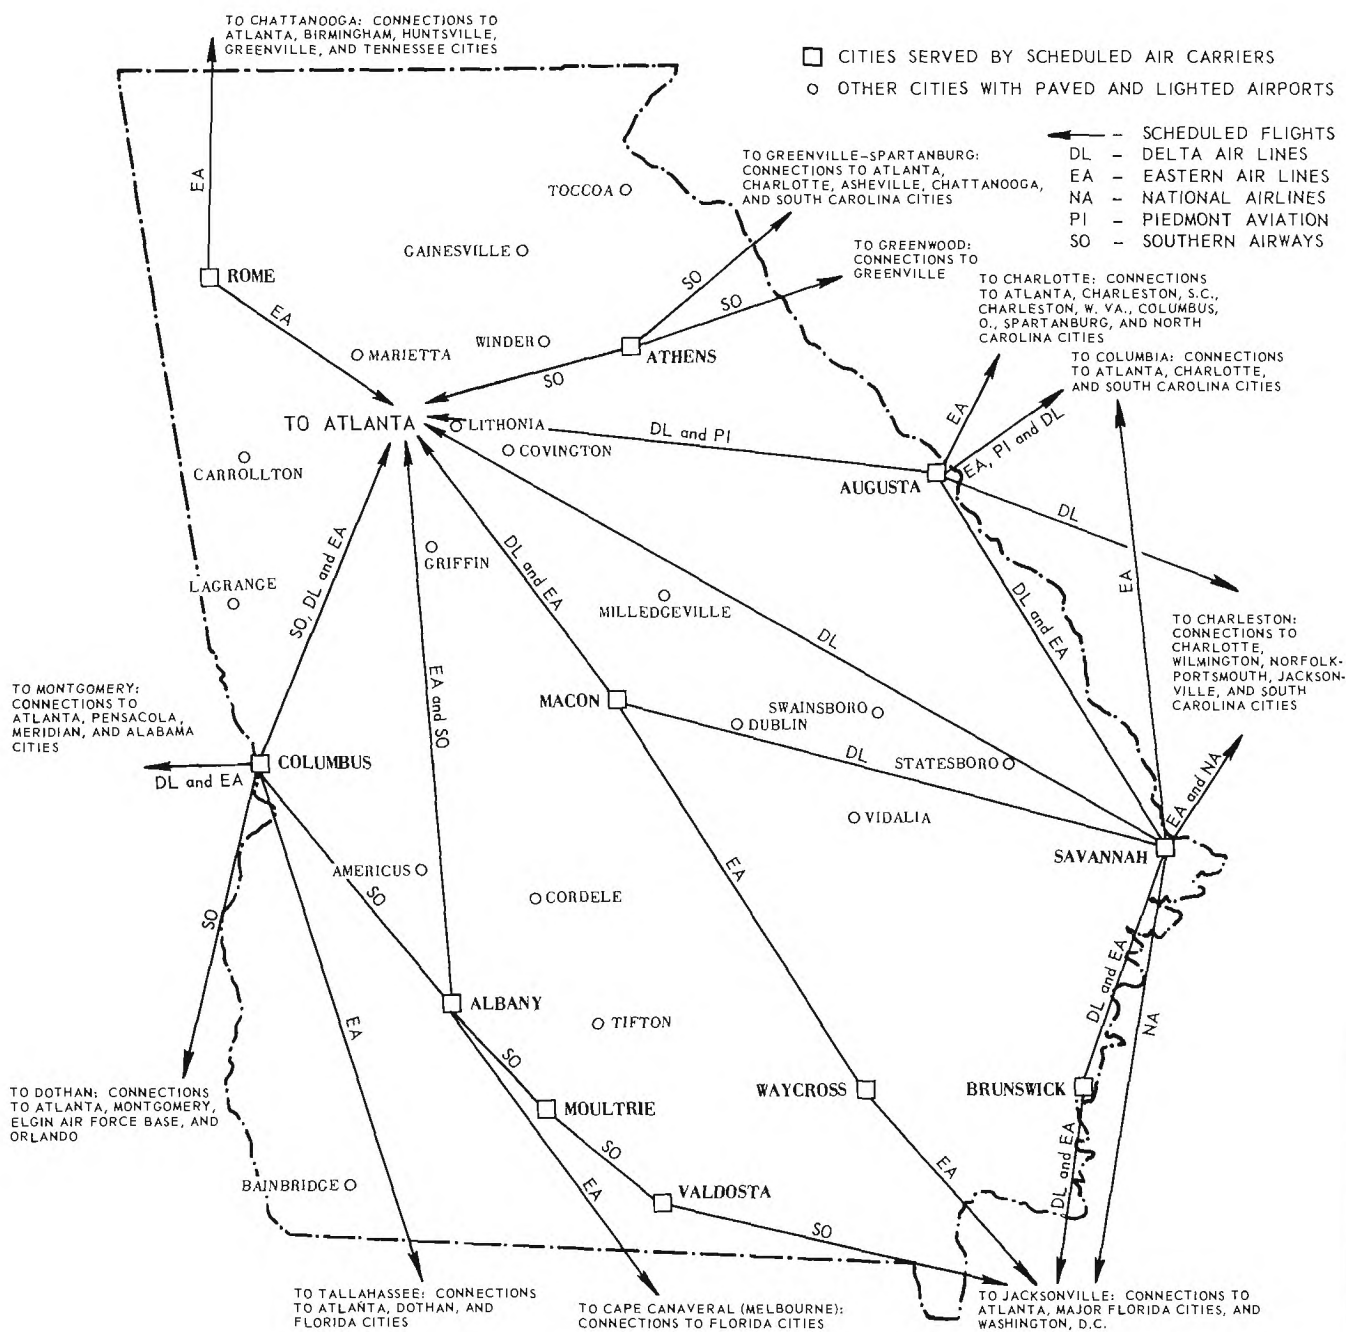 TO CHATTANOOGA: CONNECTIONS TO
ATLANTA, BIRMINGHAM, HUNTSVILLE,
GREENVILLE, AND TENNESSEE CITIES
CITIES SERVED BY SCHEDULED AIR CARRIERS
OTHER CITIES WITH PAVED AND LIGHTED AIRPORTS
– SCHEDULED FLIGHTS
DL – DELTA AIR LINES
EA – EASTERN AIR LINES
NA – NATIONAL AIRLINES
PI – PIEDMONT AVIATION
SO – SOUTHERN AIRWAYS
TO GREENVILLE-SPARTANBURG:
CONNECTIONS TO ATLANTA,
CHARLOTTE, ASHEVILLE, CHATTANOOGA,
AND SOUTH CAROLINA CITIES
EA
TOCCOA
GAINESVILLE
TO GREENWOOD:
CONNECTIONS TO
GREENVILLE
ROME
SO
SO
TO CHARLOTTE: CONNECTIONS
TO ATLANTA, CHARLESTON, S.C.,
CHARLESTON, W. VA., COLUMBUS,
O., SPARTANBURG, AND NORTH
CAROLINA CITIES
EA
WINDER
MARIETTA
ATHENS
SO
TO COLUMBIA: CONNECTIONS
TO ATLANTA, CHARLOTTE,
AND SOUTH CAROLINA CITIES
TO ATLANTA
LITHONIA
DL and PI
EA
EA, PI and DL
COVINGTON
CARROLLTON
AUGUSTA
DL
SO, DL and EA
GRIFFIN
DL and EA
LAGRANGE
MILLEDGEVILLE
EA
DL and EA
DL
TO CHARLESTON:
CONNECTIONS TO
CHARLOTTE,
WILMINGTON, NORFOLK-
PORTSMOUTH, JACKSON-
VILLE, AND SOUTH
CAROLINA CITIES
TO MONTGOMERY:
CONNECTIONS TO
ATLANTA, PENSACOLA,
MERIDIAN, AND ALABAMA
CITIES
EA and SO
MACON
SWAINSBORO
DUBLIN
DL
STATESBORO
COLUMBUS
DL and EA
EA and NA
VIDALIA
SAVANNAH
AMERICUS
SO
EA
CORDELE
SO
DL and EA
ALBANY
EA
TIFTON
NA
SO
WAYCROSS
BRUNSWICK
TO DOTHAN: CONNECTIONS
TO ATLANTA, MONTGOMERY,
ELGIN AIR FORCE BASE, AND
ORLANDO
MOULTRIE
SO
EA
DL and EA
BAINBRIDGE
EA
VALDOSTA
SO
TO TALLAHASSEE: CONNECTIONS
TO ATLANTA, DOTHAN, AND
FLORIDA CITIES
TO CAPE CANAVERAL (MELBOURNE):
CONNECTIONS TO FLORIDA CITIES
TO JACKSONVILLE: CONNECTIONS TO
ATLANTA, MAJOR FLORIDA CITIES, AND
WASHINGTON, D.C.